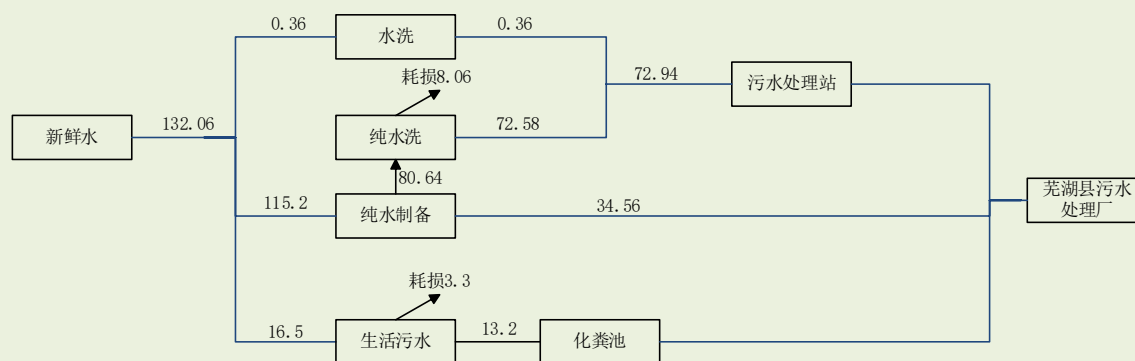 0.36
水洗
0.36
耗损8.06
72.94
污水处理站
新鲜水
132.06
纯水洗
72.58
80.64
115.2
纯水制备
34.56
芜湖县污水
处理厂
耗损3.3
16.5
生活污水
13.2
化粪池